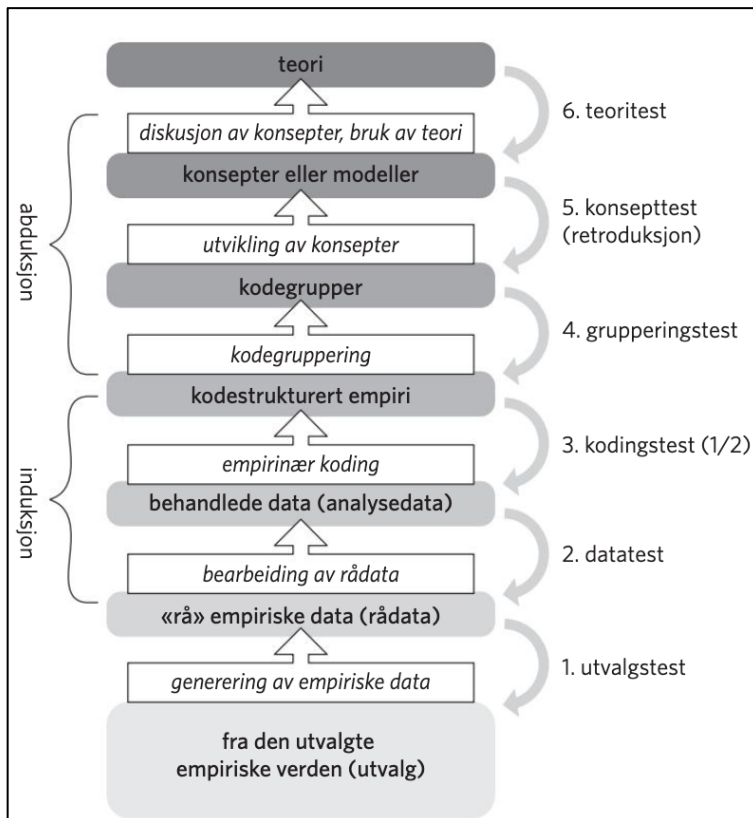 teori
6. teoritest
diskusjon av konsepter, bruk av teori
konsepter eller modeller
5. konsepttest
(retroduksjon)
utvikling av konsepter
kodegrupper
4. grupperingstest
kodegruppering
abduksjon
kodestrukturert empiri
3. kodingstest (1/2)
empirinær koding
behandlede data (analysedata)
2. datatest
bearbeiding av rådata
induksjon
«rå» empiriske data (rådata)
1. utvalgstest
generering av empiriske data
fra den utvalgte
empiriske verden (utvalg)